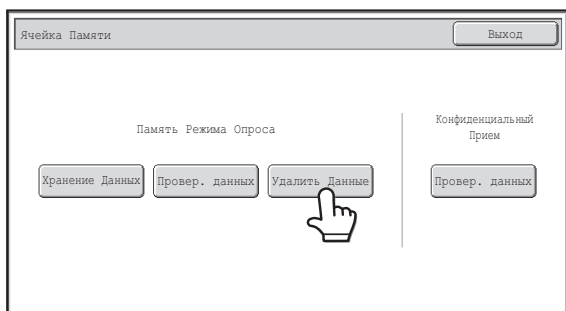 Ячейка Памяти
Выход
Память Режима Опроса
Конфиденциальный
Прием
Хранение Данных
Провер. данных
Удалить Данные
Провер. данных